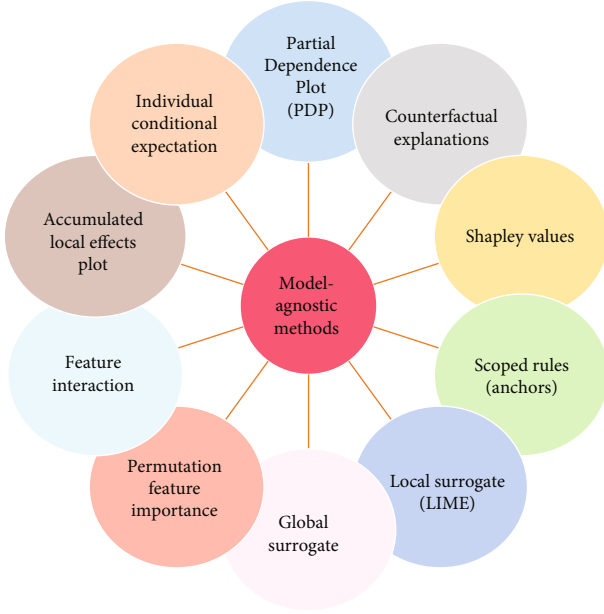 Partial
Dependence
Plot
(PDP)
Counterfactual
explanations
Shapley values
Scoped rules
(anchors)
Local surrogate
(LIME)
Global
surrogate
Permutation
feature
importance
Feature
interaction
Accumulated
local effects
plot
Individual
conditional
expectation
Model-
agnostic
methods